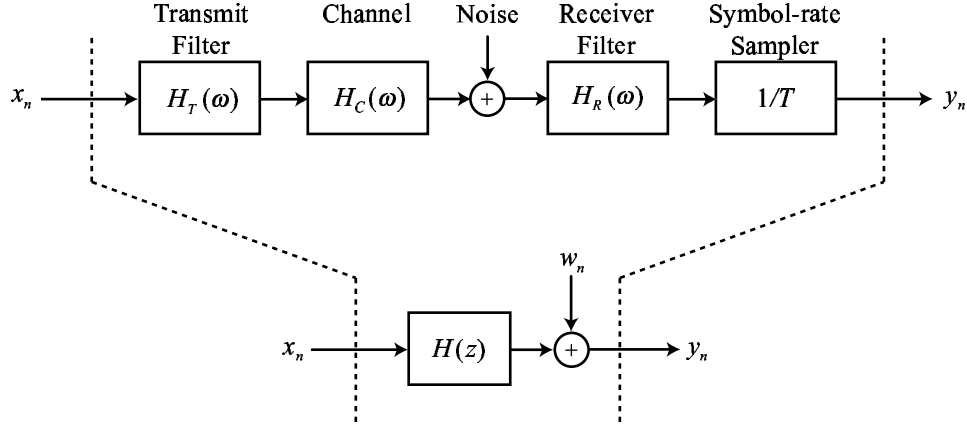 Transmit Filter
Channel
Noise
Receiver Filter
Symbol-rate Sampler
x_n
H_T(ω)
H_C(ω)
+
H_R(ω)
1/T
y_n
w_n
x_n
H(z)
+
y_n